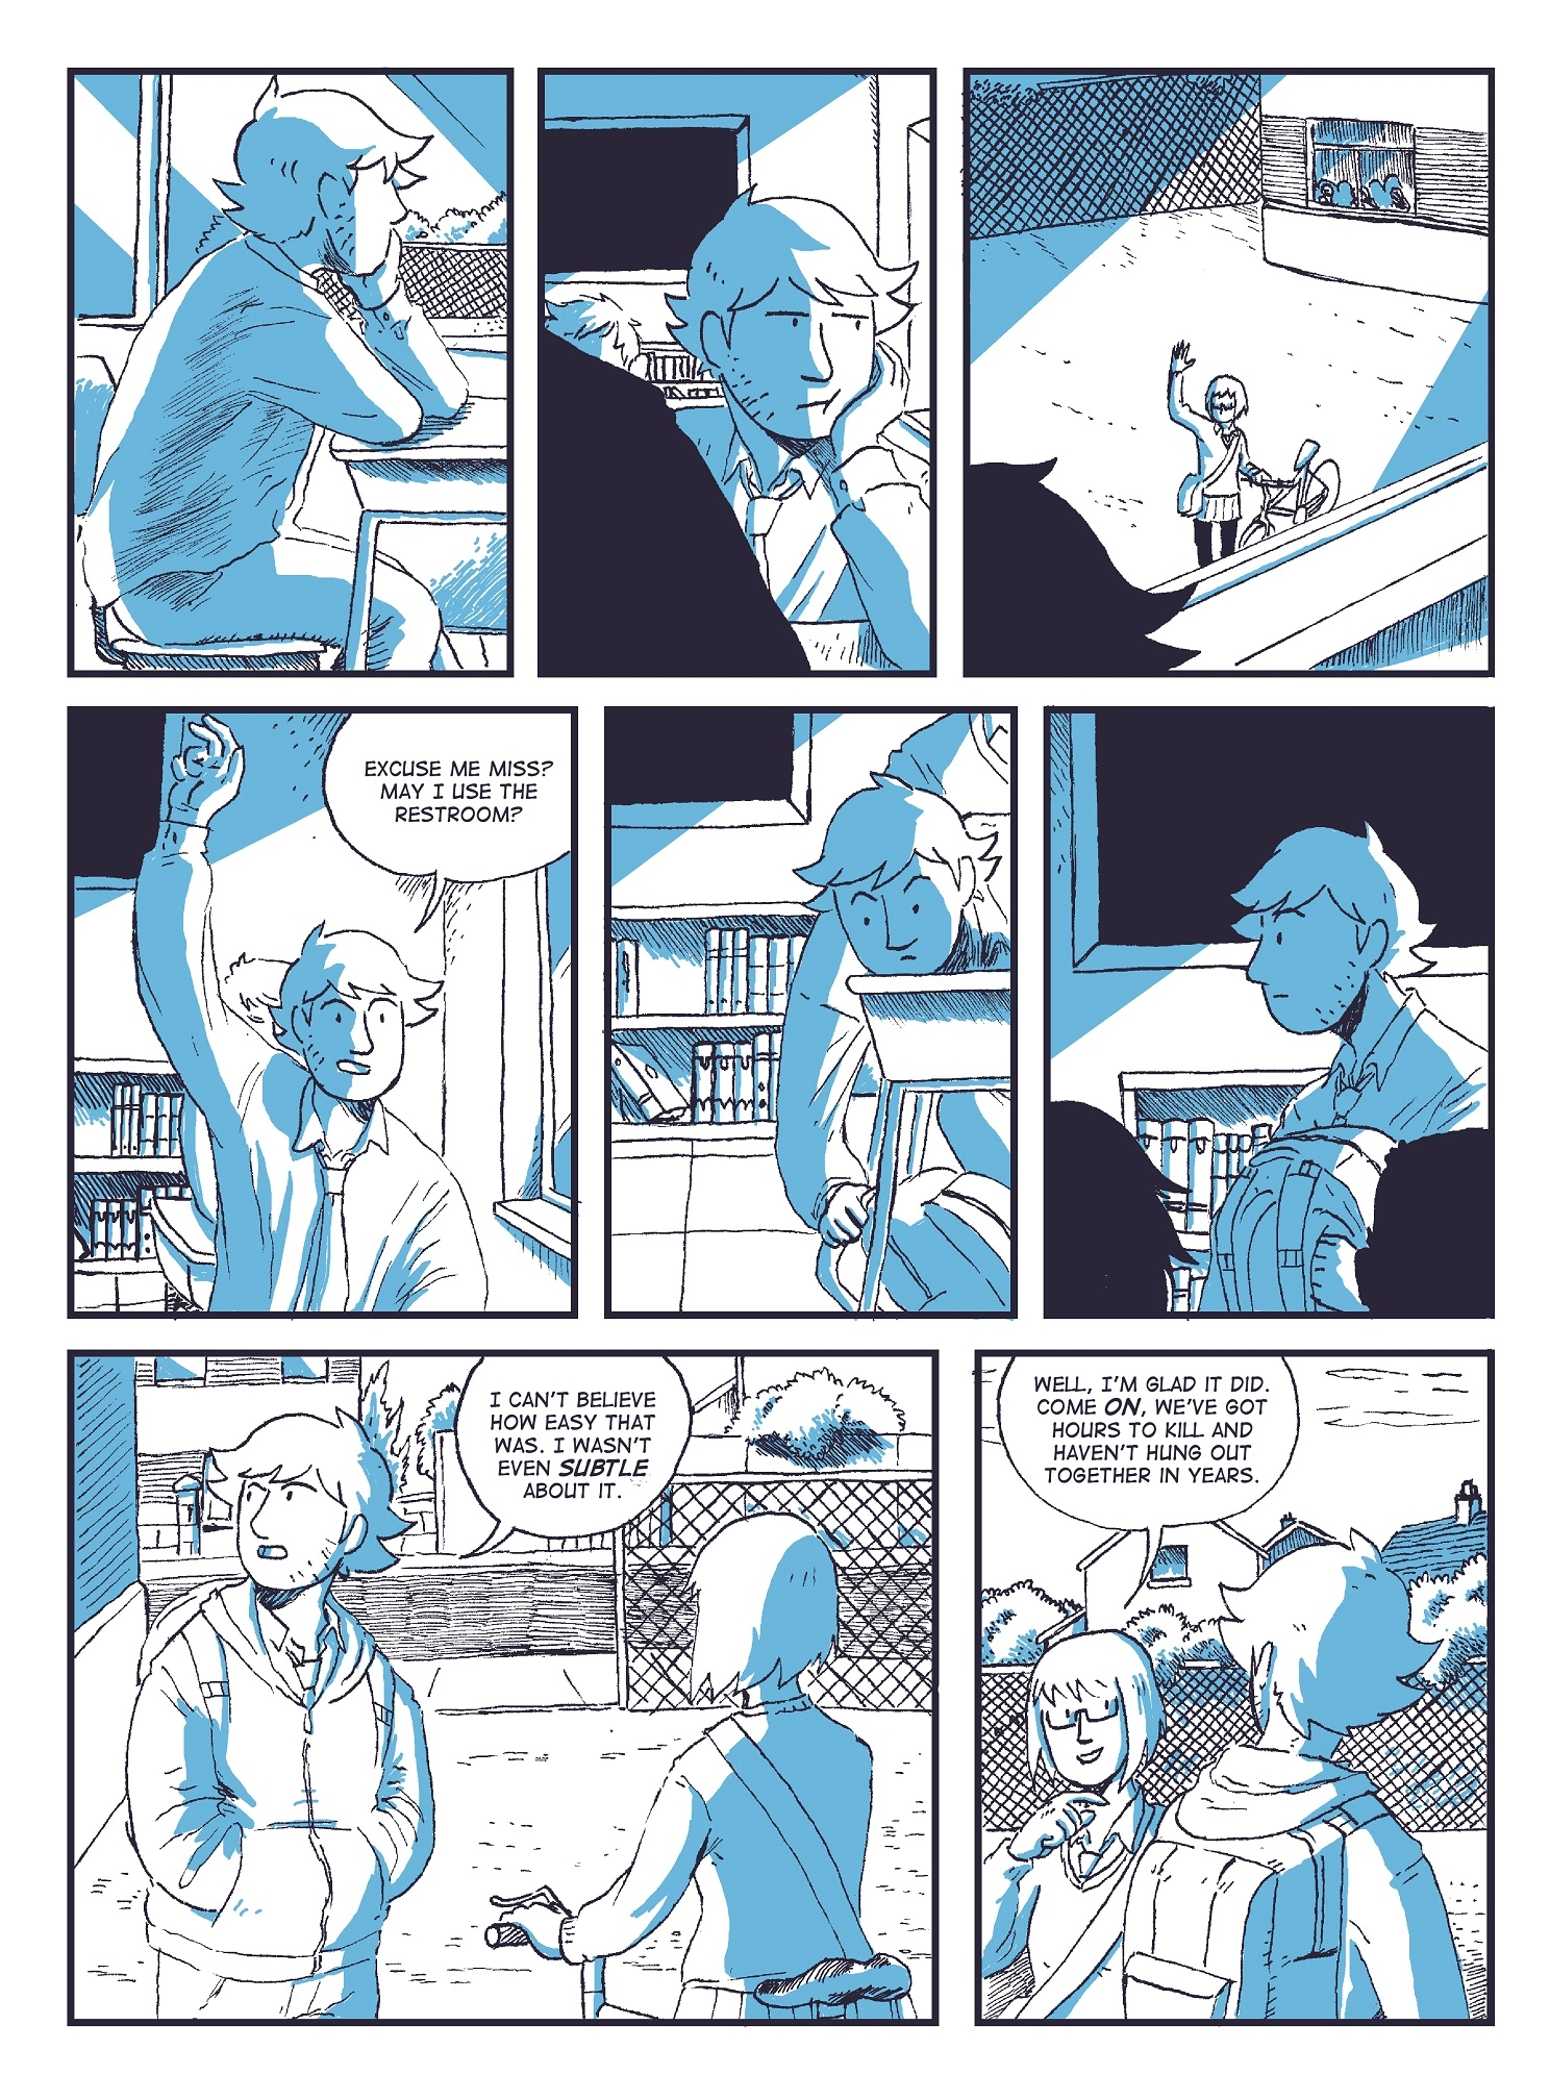 EXCUSE ME MISS?
MAY I USE THE
RESTROOM?
I CAN'T BELIEVE
HOW EASY THAT
WAS. I WASN'T
EVEN SUBTLE
ABOUT IT.
WELL, I'M GLAD IT DID.
COME ON, WE'VE GOT
HOURS TO KILL AND
HAVEN'T HUNG OUT
TOGETHER IN YEARS.